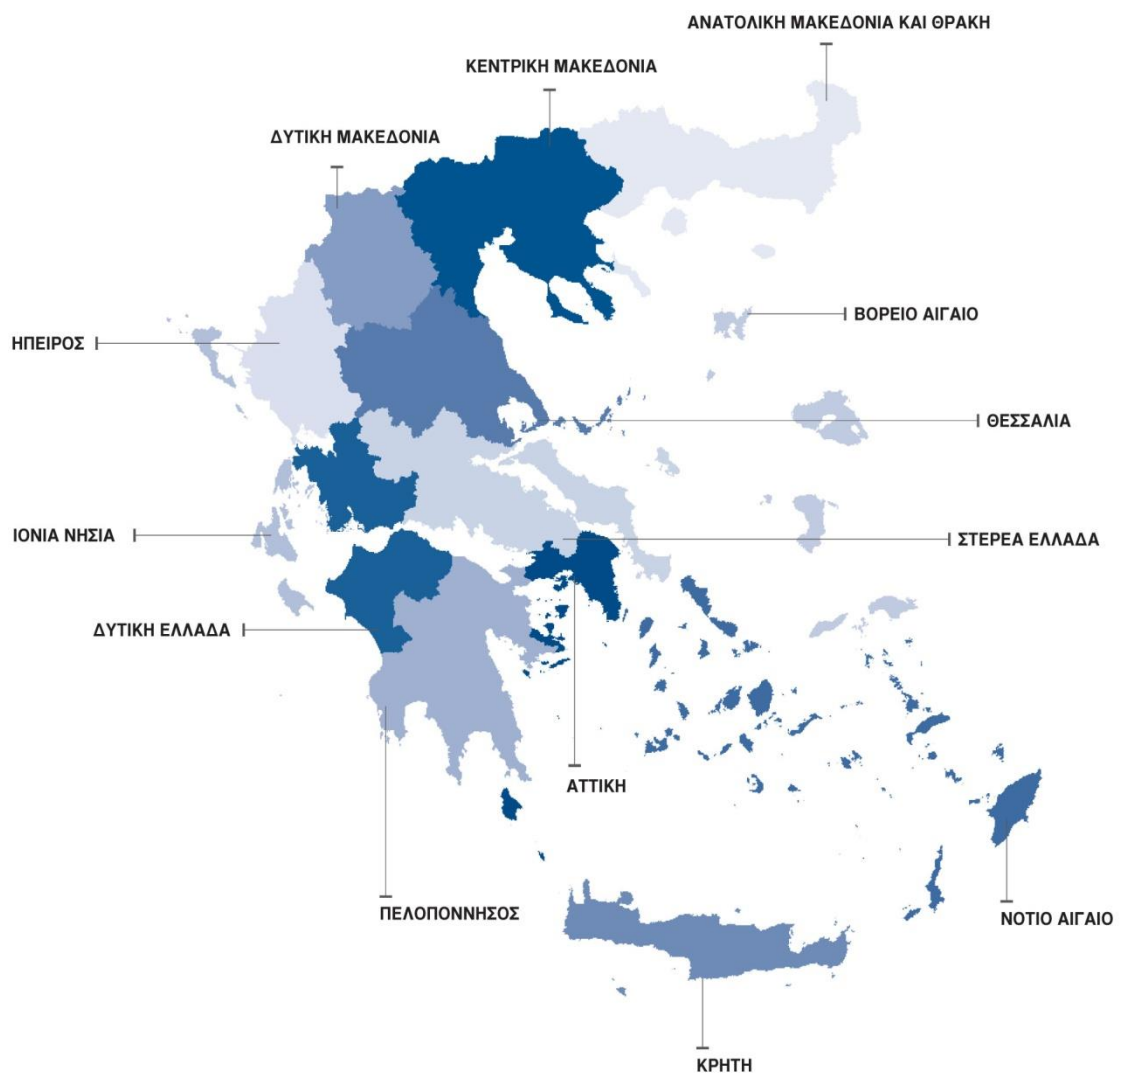 ΑΝΑΤΟΛΙΚΗ ΜΑΚΕΔΟΝΙΑ ΚΑΙ ΘΡΑΚΗ
ΚΕΝΤΡΙΚΗ ΜΑΚΕΔΟΝΙΑ
ΔΥΤΙΚΗ ΜΑΚΕΔΟΝΙΑ
ΒΟΡΕΙΟ ΑΙΓΑΙΟ
ΗΠΕΙΡΟΣ
ΘΕΣΣΑΛΙΑ
ΙΟΝΙΑ ΝΗΣΙΑ
ΣΤΕΡΕΑ ΕΛΛΑΔΑ
ΔΥΤΙΚΗ ΕΛΛΑΔΑ
ΑΤΤΙΚΗ
ΠΕΛΟΠΟΝΝΗΣΟΣ
ΝΟΤΙΟ ΑΙΓΑΙΟ
ΚΡΗΤΗ